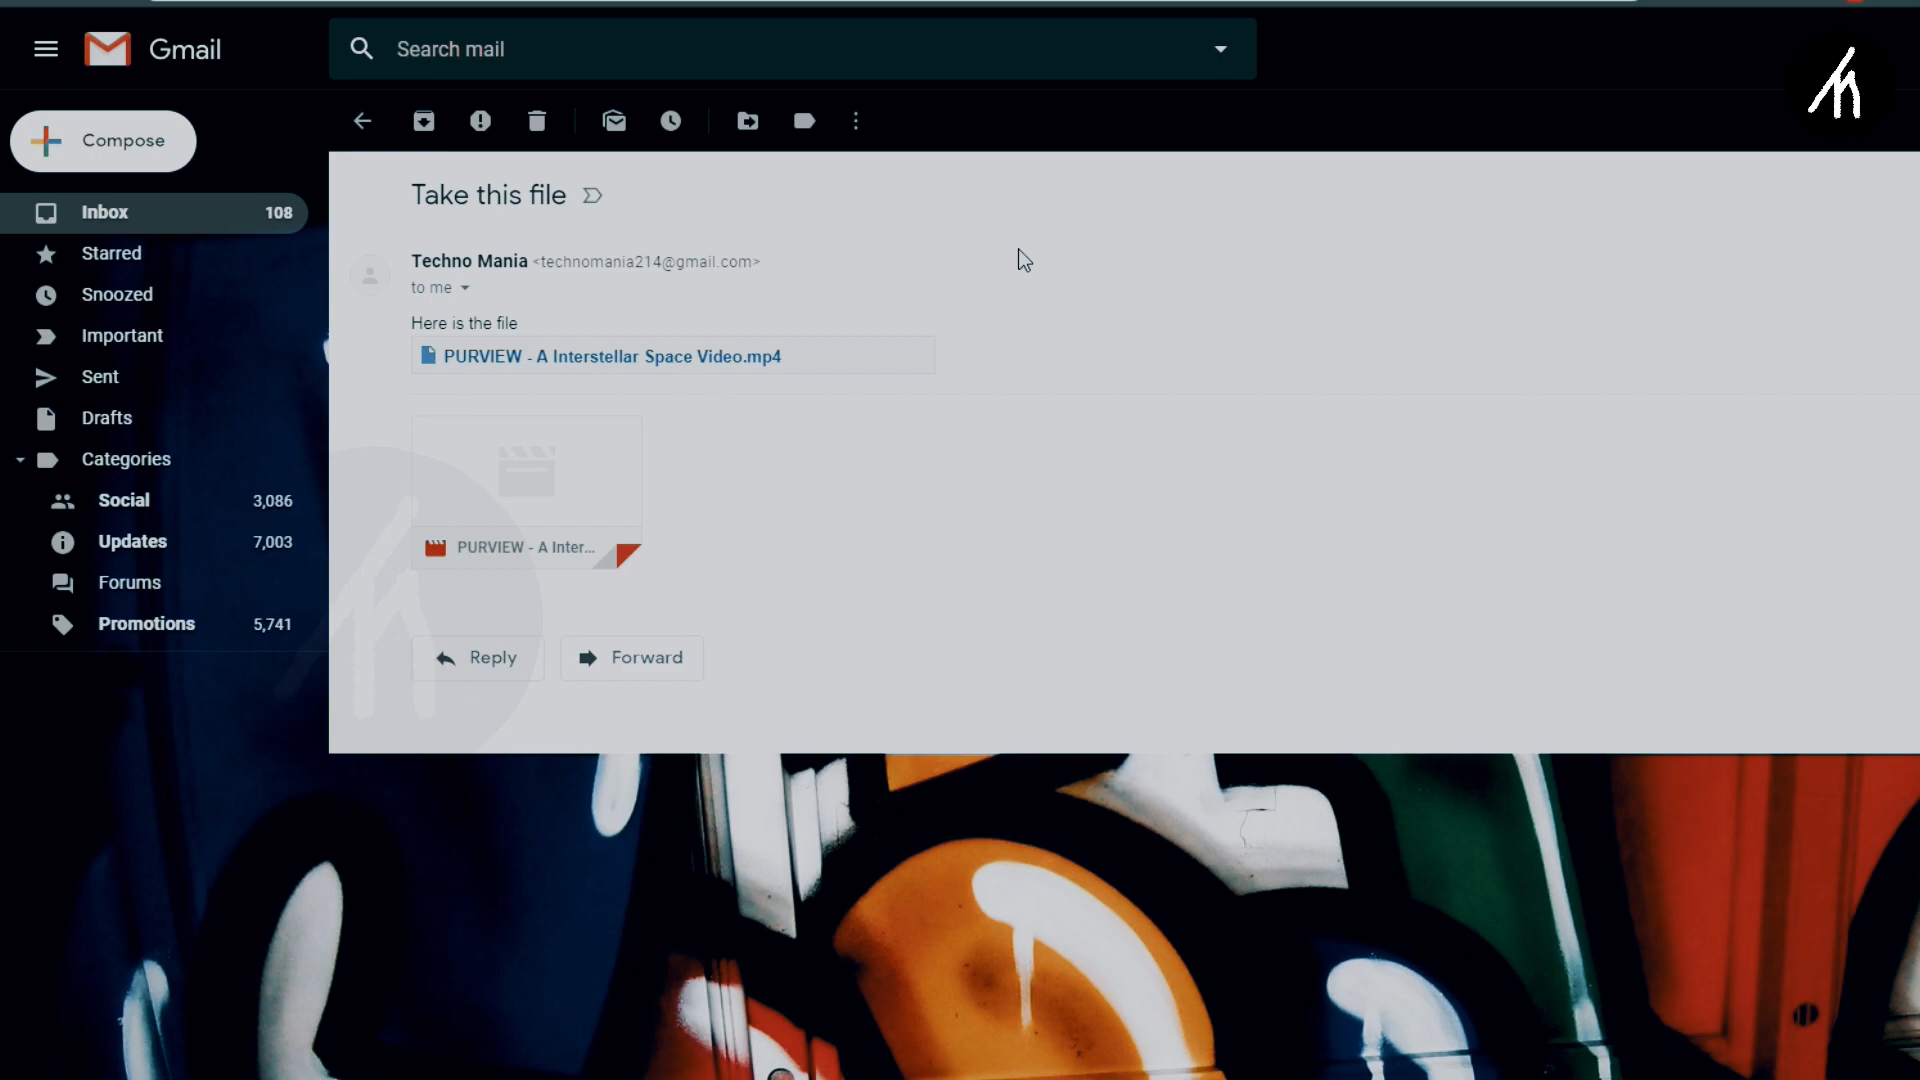 Gmail
Search mail
Compose
Inbox 108
Starred
Snoozed
Important
Sent
Drafts
Categories
Social 3,086
Updates 7,003
Forums
Promotions 5,741
Take this file
Techno Mania <technomania214@gmail.com>
to me
Here is the file
PURVIEW - A Interstellar Space Video.mp4
PURVIEW - A Inter...
Reply
Forward